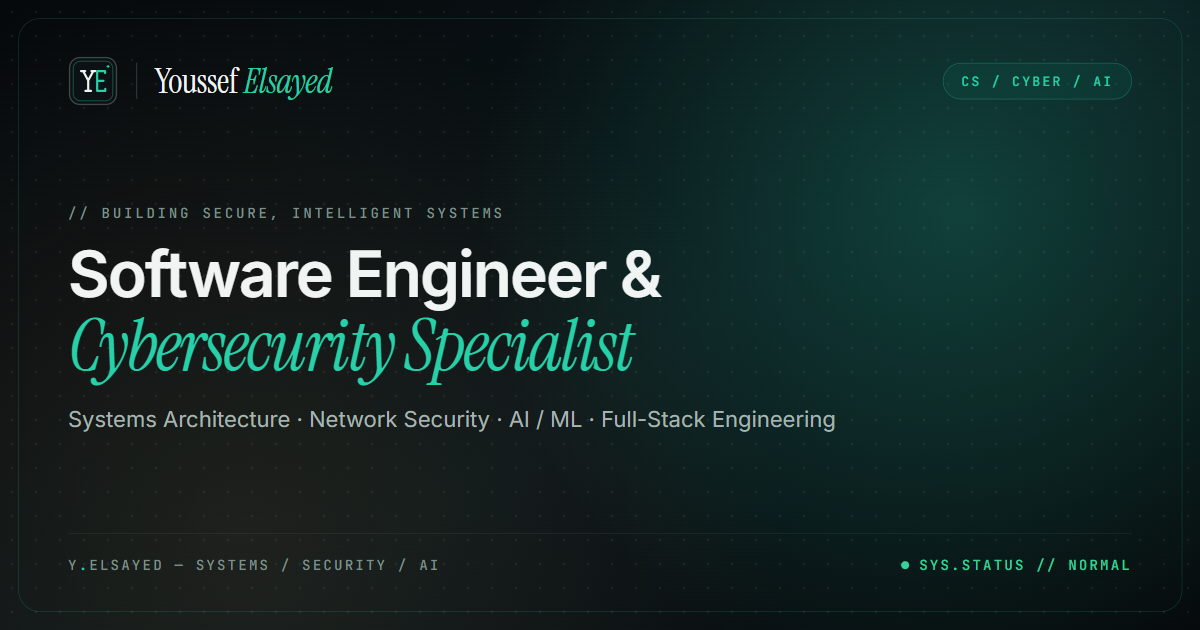 YE
Youssef Elsayed
CS / CYBER / AI
// BUILDING SECURE, INTELLIGENT SYSTEMS
Software Engineer &
Cybersecurity Specialist
Systems Architecture · Network Security · AI / ML · Full-Stack Engineering
Y.ELSAYED — SYSTEMS / SECURITY / AI
SYS.STATUS // NORMAL